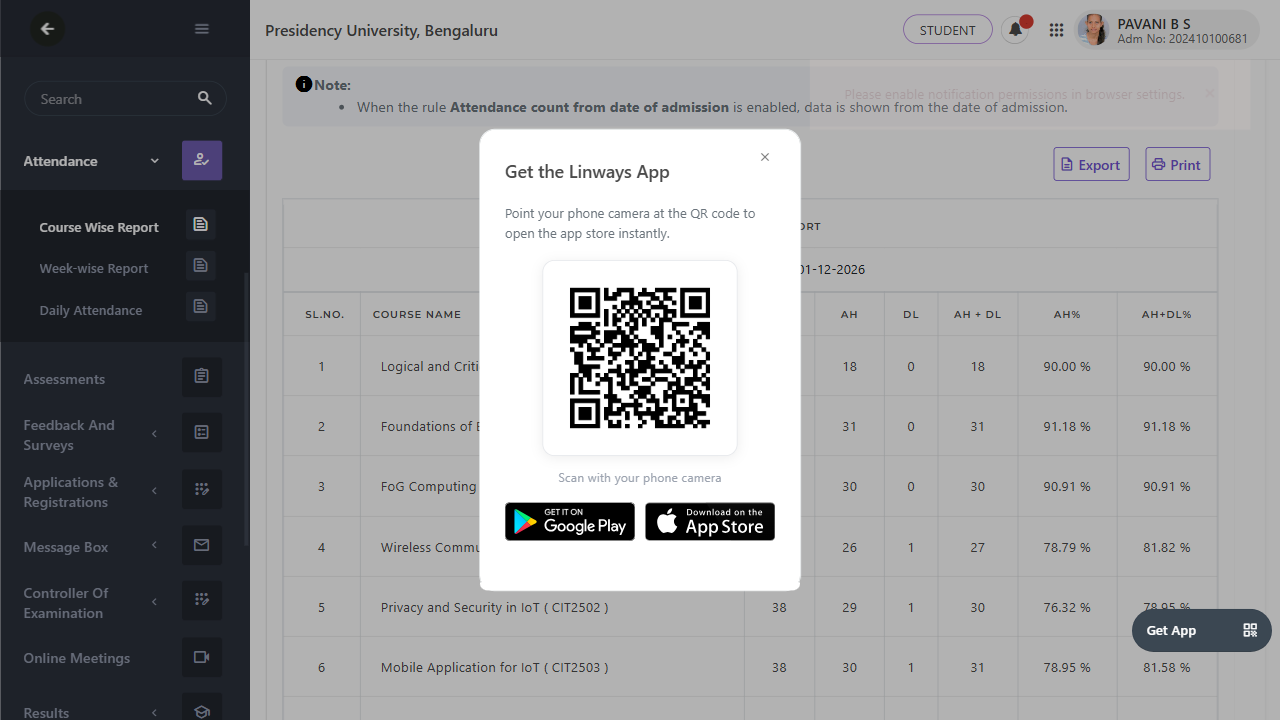 Presidency University, Bengaluru
STUDENT
PAVANI B S
Adm No: 202410100681
Search
Attendance
Course Wise Report
Week-wise Report
Daily Attendance
Assessments
Feedback And
Surveys
Applications &
Registrations
Message Box
Controller Of
Examination
Online Meetings
Results
Note:
Please enable notification permissions in browser settings.
When the rule Attendance count from date of admission is enabled, data is shown from the date of admission.
Export
Print
01-12-2026
SL.NO. COURSE NAME AH DL AH + DL AH% AH+DL%
1 Logical and 18 0 18 90.00 % 90.00 %
2 Foundations of 31 0 31 91.18 % 91.18 %
3 FoG Computing 30 0 30 90.91 % 90.91 %
4 Wireless 26 1 27 78.79 % 81.82 %
5 Privacy and Security in IoT ( CIT2502 ) 38 29 1 30 76.32 % 78.95 %
6 Mobile Application for IoT ( CIT2503 ) 38 30 1 31 78.95 % 81.58 %
Get the Linways App
Point your phone camera at the QR code to
open the app store instantly.
Scan with your phone camera
GET IT ON
Google Play
Download on the
App Store
Get App